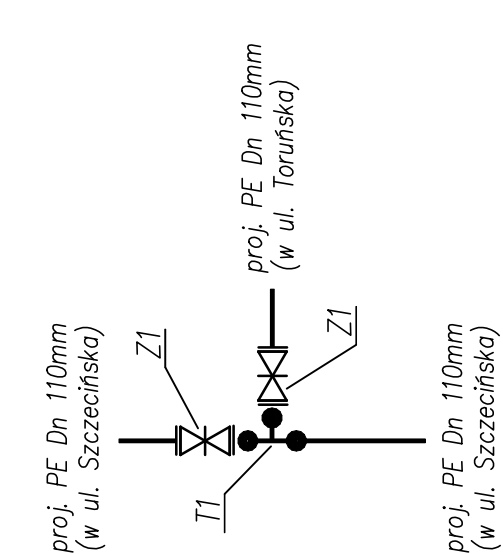 proj. PE Dn 110mm
(w ul. Szczecińska)
Z1
T1
proj. PE Dn 110mm
(w ul. Toruńska)
Z1
proj. PE Dn 110mm
(w ul. Szczecińska)